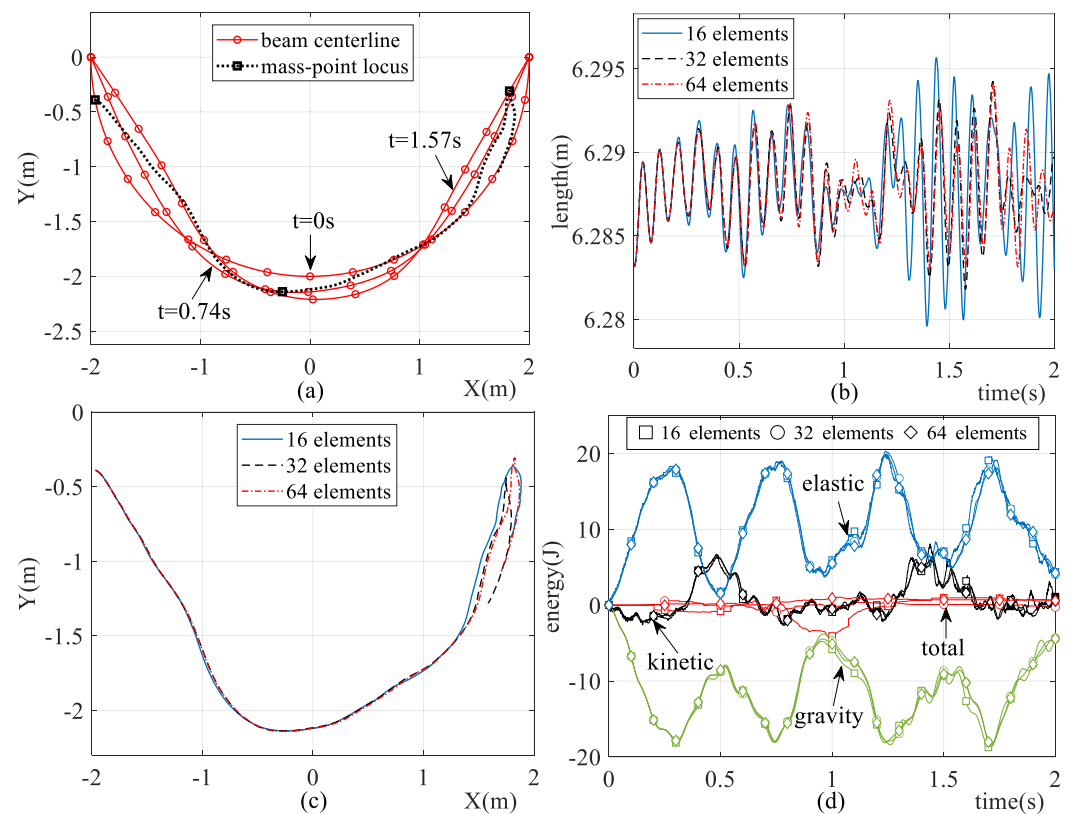 beam centerline
mass-point locus
t=1.57s
t=0s
t=0.74s
0
-0.5
-1
-1.5
-2
-2.5
Y(m)
-2 -1 0 1 2
X(m)
(a)
16 elements
32 elements
64 elements
6.295
6.29
6.285
6.28
length(m)
0 0.5 1 1.5 2
time(s)
(b)
16 elements
32 elements
64 elements
0
-0.5
-1
-1.5
-2
Y(m)
-2 -1 0 1 2
X(m)
(c)
16 elements 32 elements 64 elements
elastic
kinetic
total
gravity
20
10
0
-10
-20
energy(J)
0 0.5 1 1.5 2
time(s)
(d)